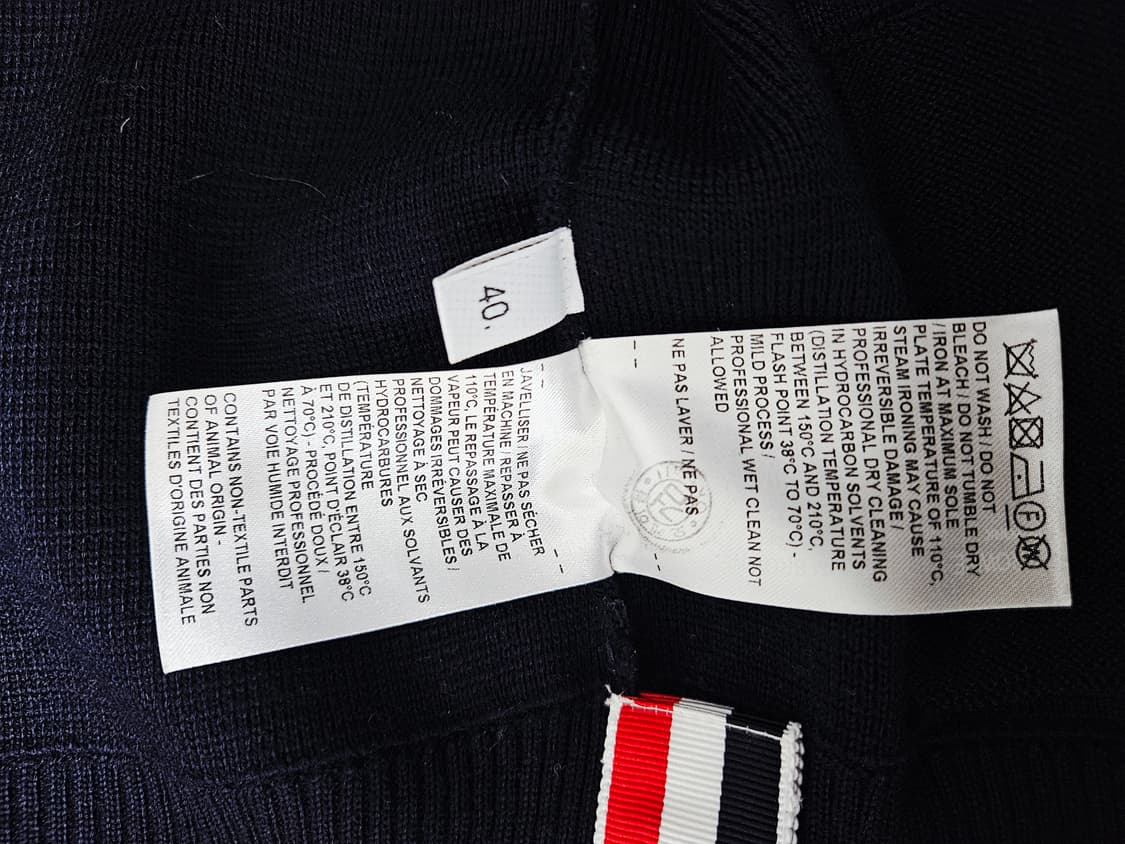 40.
DO NOT WASH / DO NOT
BLEACH / DO NOT TUMBLE DRY
/ IRON AT MAXIMUM SOLE
PLATE TEMPERATURE OF 110°C,
STEAM IRONING MAY CAUSE
IRREVERSIBLE DAMAGE /
PROFESSIONAL DRY CLEANING
IN HYDROCARBON SOLVENTS
(DISTILLATION TEMPERATURE
BETWEEN 150°C AND 210°C,
FLASH POINT 38°C TO 70°C) -
MILD PROCESS /
PROFESSIONAL WET CLEAN NOT
ALLOWED
NE PAS LAVER / NE PAS
JAVELLISER / NE PAS SÉCHER
EN MACHINE / REPASSER À
TEMPÉRATURE MAXIMALE DE
110°C, LE REPASSAGE À LA
VAPEUR PEUT CAUSER DES
DOMMAGES IRRÉVERSIBLES /
NETTOYAGE À SEC
PROFESSIONNEL AUX SOLVANTS
HYDROCARBURES
(TEMPÉRATURE
DE DISTILLATION ENTRE 150°C
ET 210°C, POINT D'ÉCLAIR 38°C
À 70°C) - PROCÉDÉ DOUX /
NETTOYAGE PROFESSIONNEL
PAR VOIE HUMIDE INTERDIT
CONTAINS NON-TEXTILE PARTS
OF ANIMAL ORIGIN -
CONTIENT DES PARTIES NON
TEXTILES D'ORIGINE ANIMALE